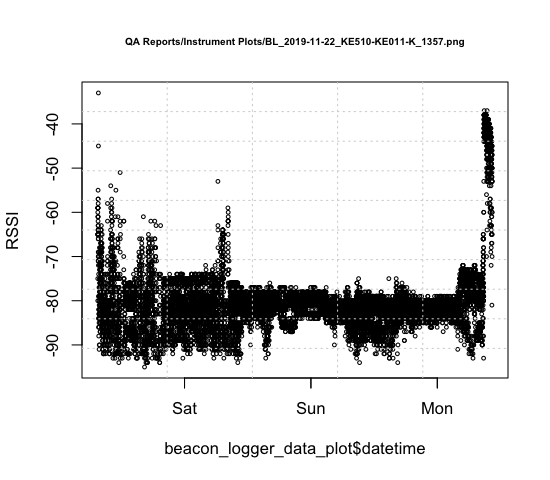 QA Reports/Instrument Plots/BL_2019-11-22_KE510-KE011-K_1357.png
-40
-50
-60
-70
-80
-90
RSSI
Sat Sun Mon
beacon_logger_data_plot$datetime